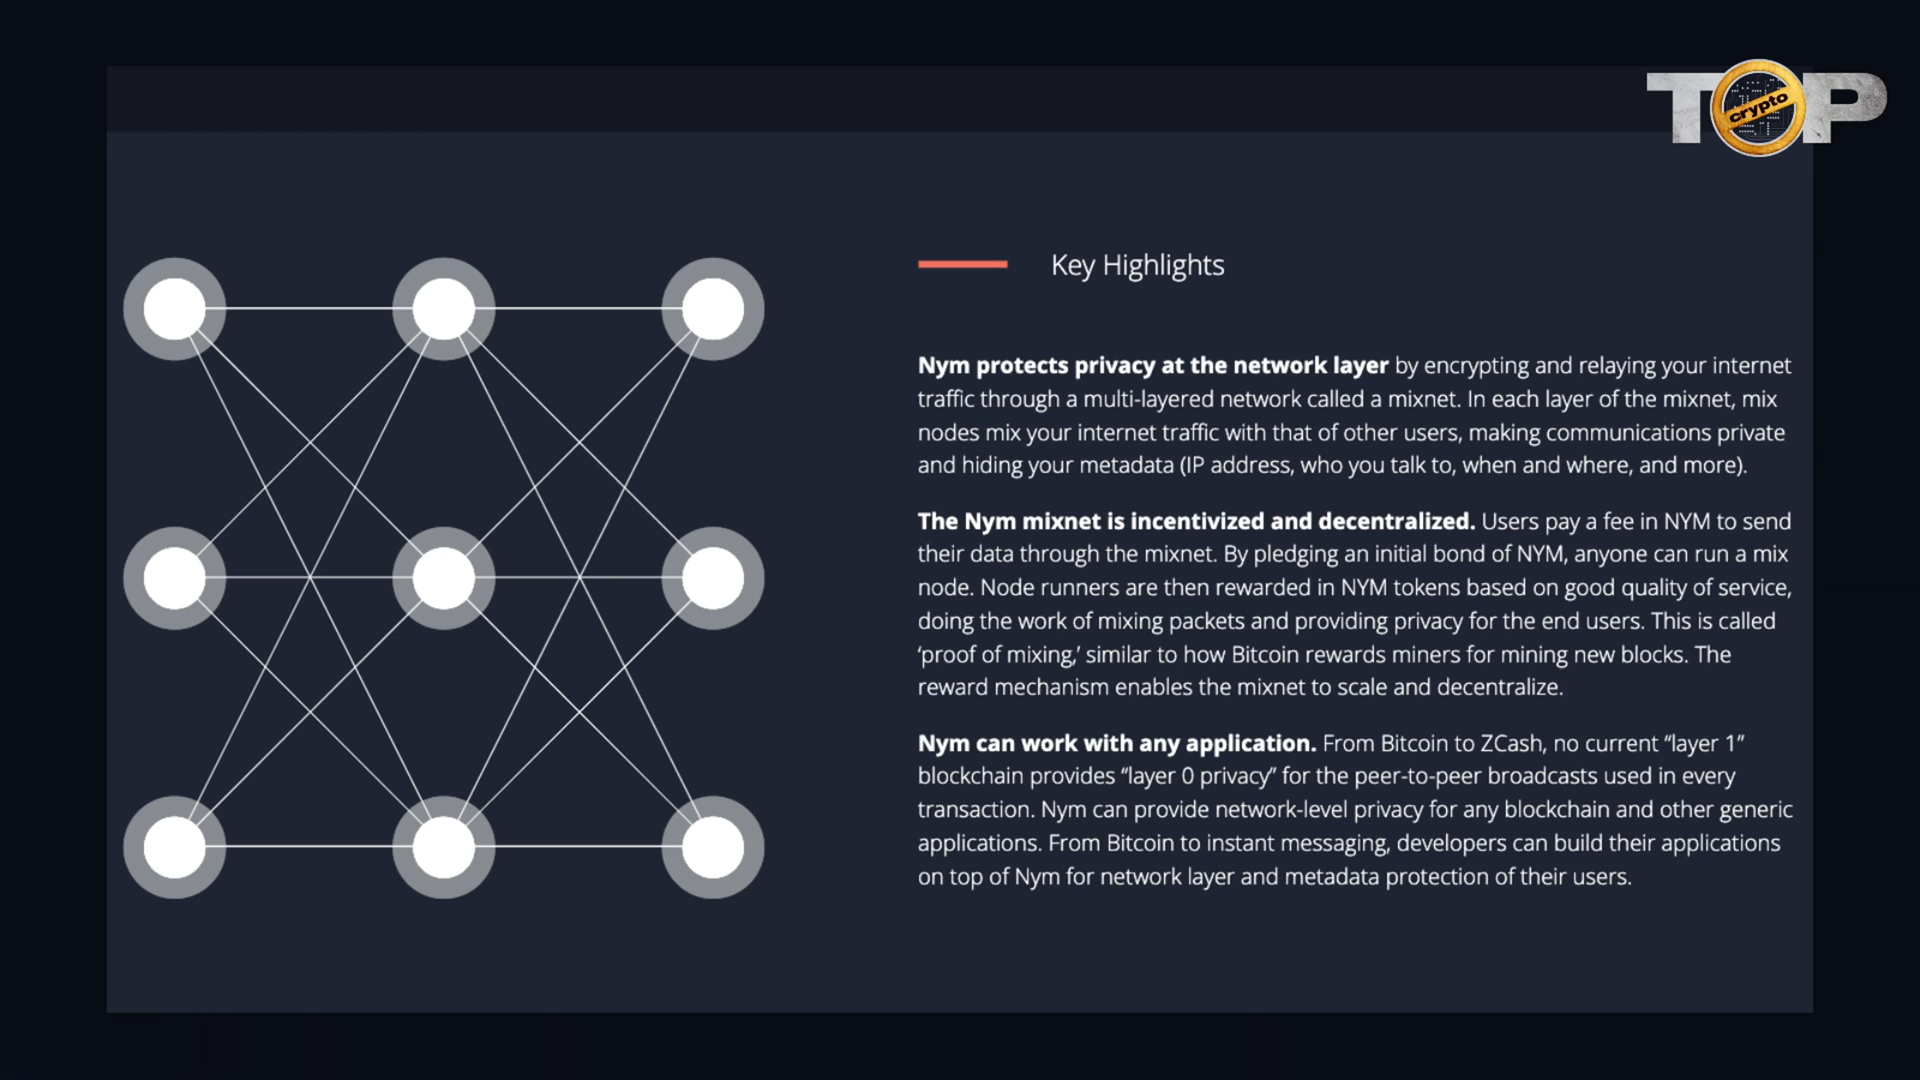 TOP
crypto
Key Highlights
Nym protects privacy at the network layer by encrypting and relaying your internet
traffic through a multi-layered network called a mixnet. In each layer of the mixnet, mix
nodes mix your internet traffic with that of other users, making communications private
and hiding your metadata (IP address, who you talk to, when and where, and more).
The Nym mixnet is incentivized and decentralized. Users pay a fee in NYM to send
their data through the mixnet. By pledging an initial bond of NYM, anyone can run a mix
node. Node runners are then rewarded in NYM tokens based on good quality of service,
doing the work of mixing packets and providing privacy for the end users. This is called
‘proof of mixing,’ similar to how Bitcoin rewards miners for mining new blocks. The
reward mechanism enables the mixnet to scale and decentralize.
Nym can work with any application. From Bitcoin to ZCash, no current “layer 1”
blockchain provides “layer 0 privacy” for the peer-to-peer broadcasts used in every
transaction. Nym can provide network-level privacy for any blockchain and other generic
applications. From Bitcoin to instant messaging, developers can build their applications
on top of Nym for network layer and metadata protection of their users.